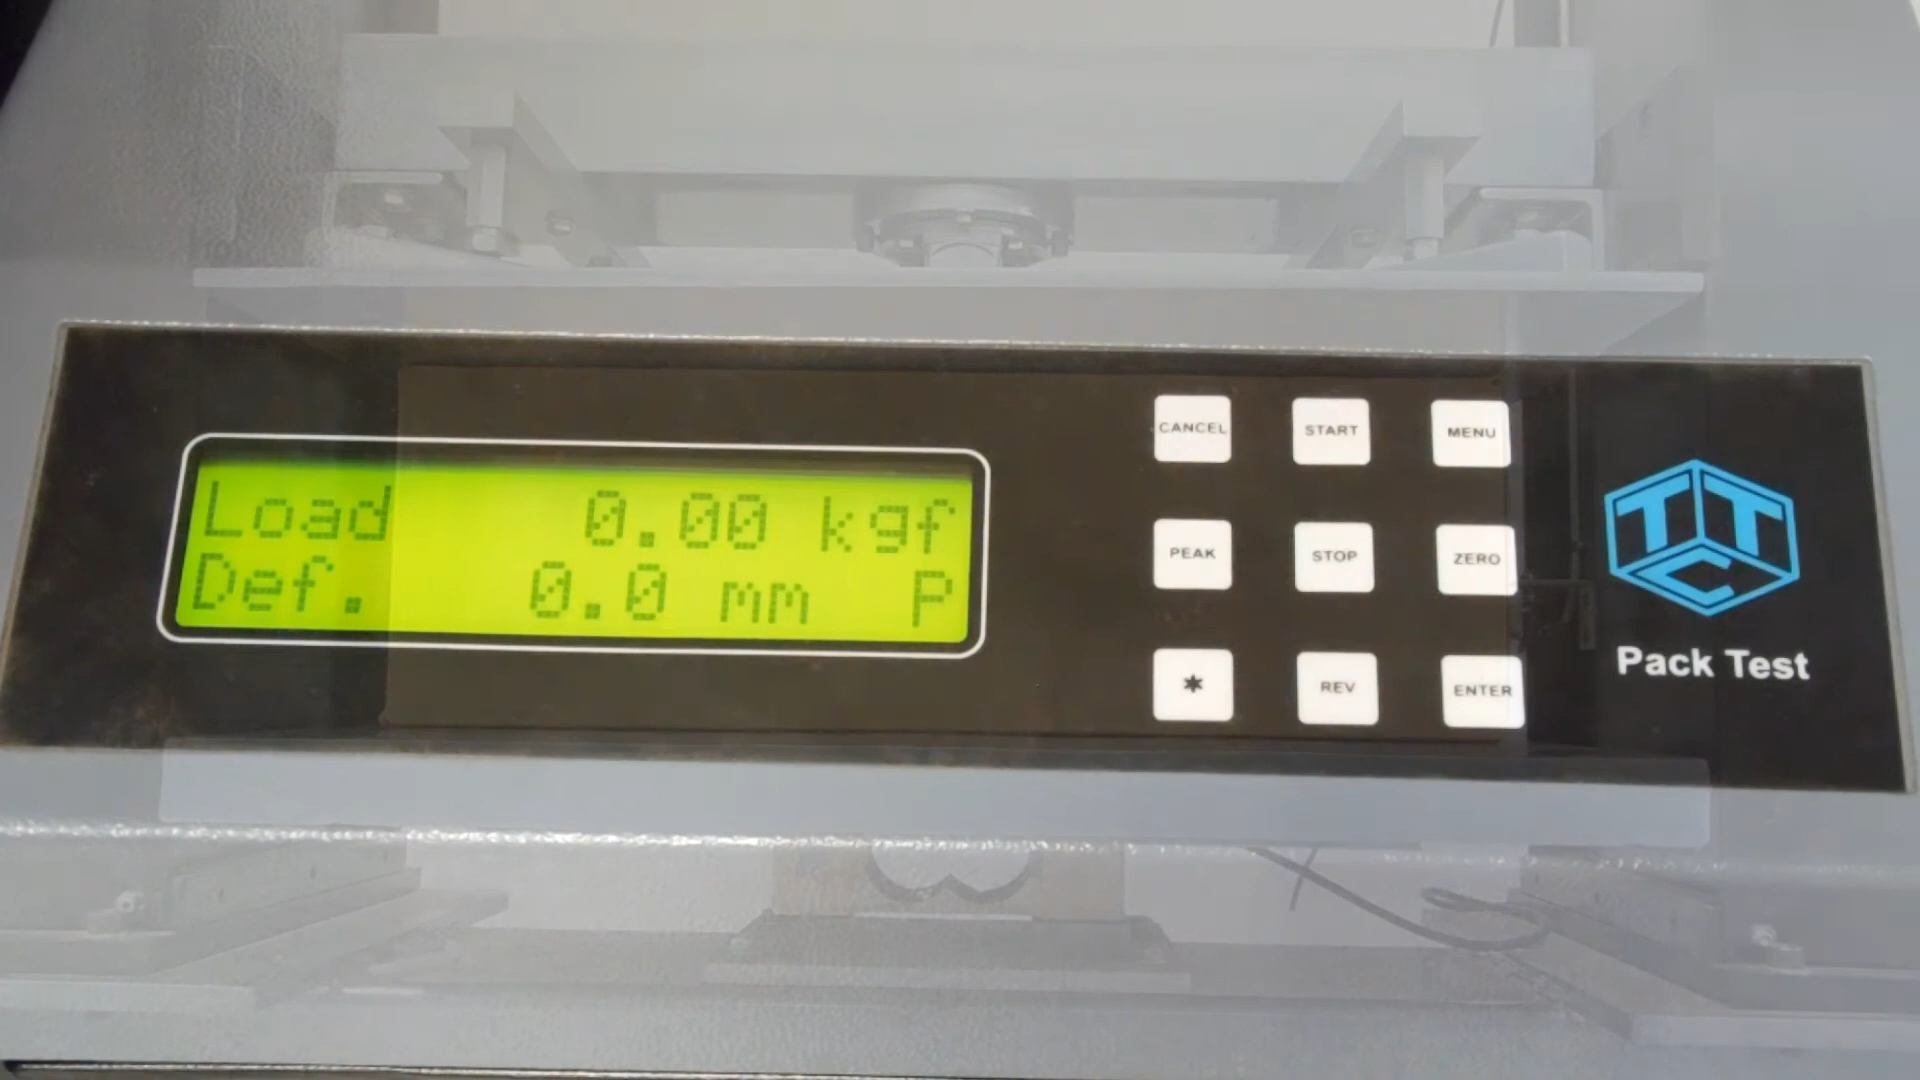 Load 0.00 kgf
Def. 0.0 mm P
CANCEL START MENU
PEAK STOP ZERO
* REV ENTER
TTC
Pack Test